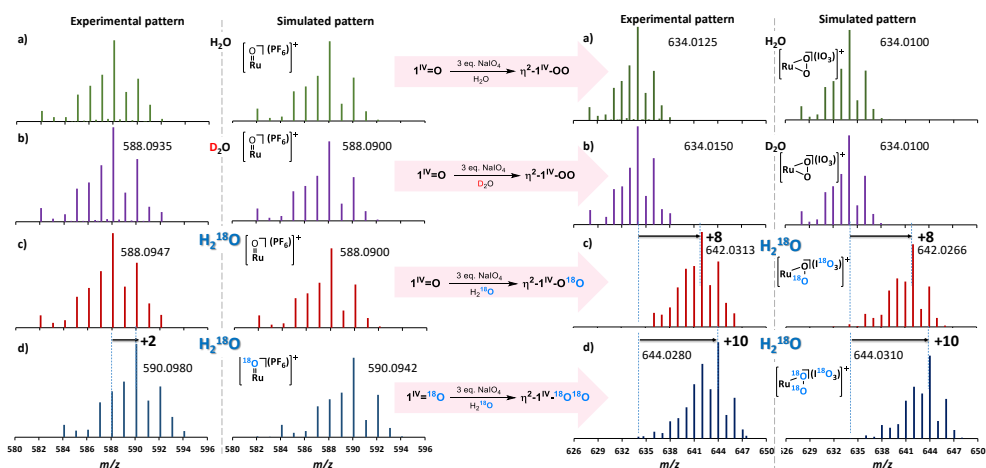 Experimental pattern Simulated pattern Experimental pattern Simulated pattern
a) H₂O [O=Ru⌉(PF₆)]⁺ 1ᴵⱽ=O 3 eq. NaIO₄ H₂O η²-1ᴵⱽ-OO a) 634.0125 H₂O [Ru O O⌉(IO₃)]⁺ 634.0100
b) 588.0935 D₂O [O=Ru⌉(PF₆)]⁺ 588.0900 1ᴵⱽ=O 3 eq. NaIO₄ D₂O η²-1ᴵⱽ-OO b) 634.0150 D₂O [Ru O O⌉(IO₃)]⁺ 634.0100
c) H₂¹⁸O 588.0947 [O=Ru⌉(PF₆)]⁺ 588.0900 1ᴵⱽ=O 3 eq. NaIO₄ H₂¹⁸O η²-1ᴵⱽ-O¹⁸O c) +8 642.0313 H₂¹⁸O [Ru O ¹⁸O⌉(I¹⁸O₃)]⁺ +8 642.0266
d) H₂¹⁸O +2 590.0980 [¹⁸O=Ru⌉(PF₆)]⁺ 590.0942 1ᴵⱽ=¹⁸O 3 eq. NaIO₄ H₂¹⁸O η²-1ᴵⱽ-¹⁸O¹⁸O d) +10 644.0280 H₂¹⁸O [Ru ¹⁸O ¹⁸O⌉(I¹⁸O₃)]⁺ +10 644.0310
580 582 584 586 588 590 592 594 596 580 582 584 586 588 590 592 594 596 626 629 632 635 638 641 644 647 650 626 629 632 635 638 641 644 647 650
m/z m/z m/z m/z